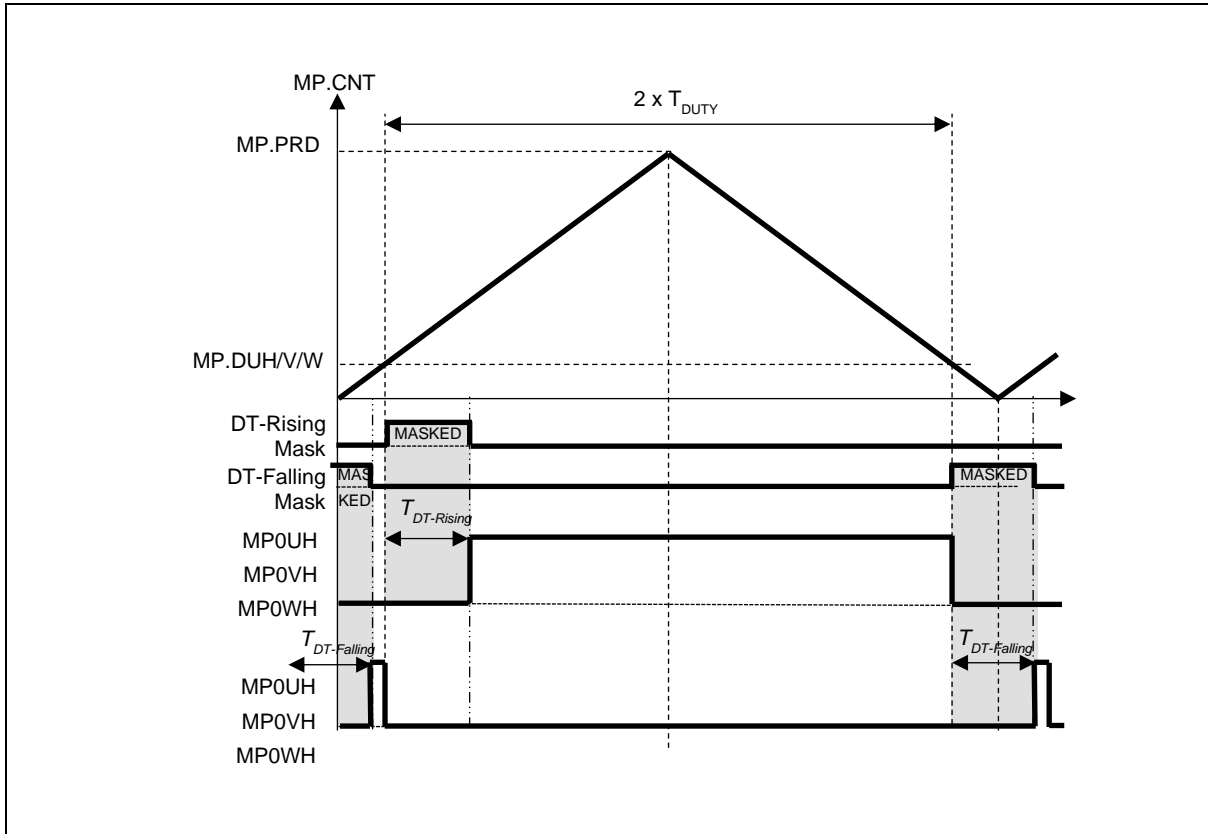 MP.CNT
2 x TDUTY
MP.PRD
MP.DUH/V/W
DT-Rising
Mask
MASKED
DT-Falling
Mask
MAS
KED
MASKED
TDT-Rising
MP0UH
MP0VH
MP0WH
TDT-Falling
TDT-Falling
MP0UH
MP0VH
MP0WH